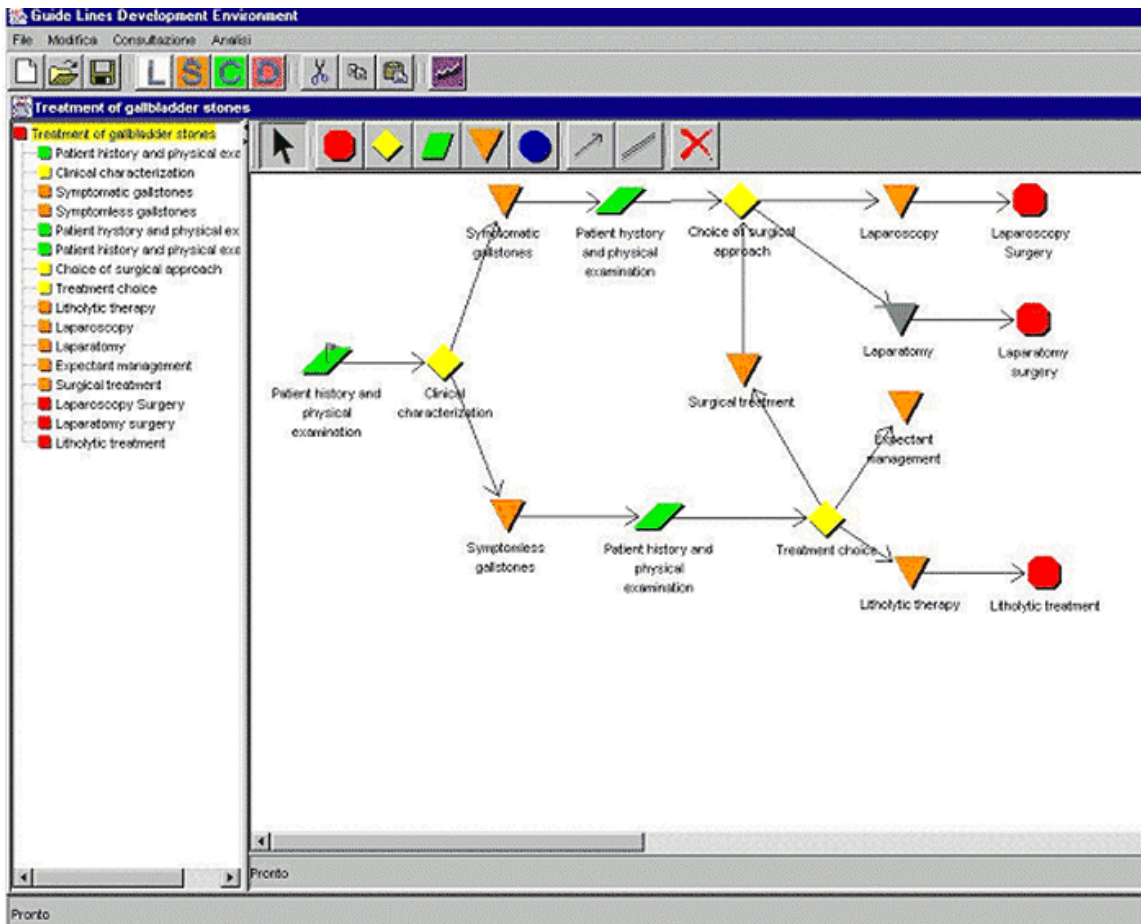 Guide Lines Development Environment
File Modifica Consultazione Analisi
L S C D
Treatment of gallbladder stones
Treatment of gallbladder stones
Patient history and physical exa
Clinical characterization
Symptomatic gallstones
Symptomless gallstones
Patient hystory and physical ex
Patient history and physical exa
Choice of surgical approach
Treatment choice
Litholytic therapy
Laparoscopy
Laparatomy
Expectant management
Surgical treatment
Laparoscopy Surgery
Laparatomy surgery
Litholytic treatment
Symptomatic
gallstones
Patient hystory
and physical
examination
Choice of surgical
approach
Laparoscopy
Laparoscopy
Surgery
Laparatomy
Laparatomy
surgery
Patient history and
physical
examination
Clinical
characterization
Surgical treatment
Expectant
management
Symptomless
gallstones
Patient history and
physical
examination
Treatment choice
Litholytic therapy
Litholytic treatment
Pronto
Pronto